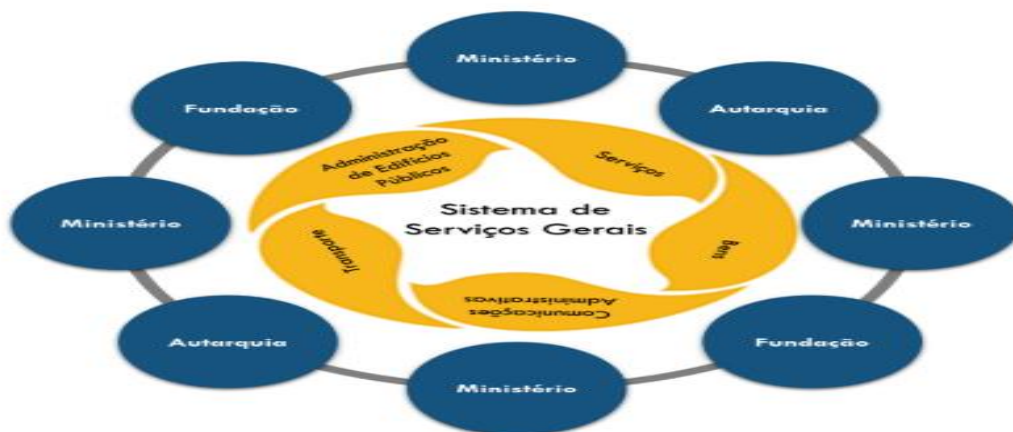 Ministério
Fundação
Autarquia
Administração
de Edifícios
Públicos
Serviços
Ministério
Sistema de
Serviços Gerais
Ministério
Transporte
Bens
Comunicações
Administrativas
Autarquia
Fundação
Ministério